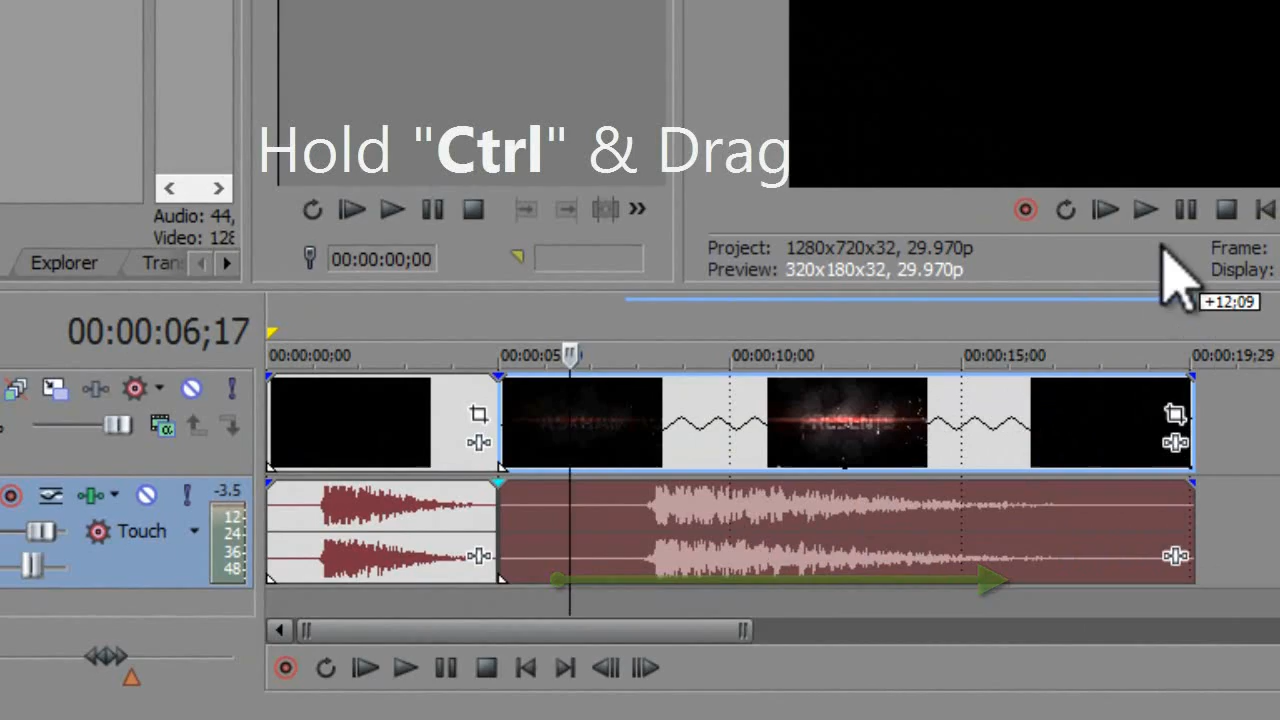 Hold "Ctrl" & Drag
Audio: 44,
Video: 128
Explorer
Tran
00:00:00;00
Project: 1280x720x32, 29.970p
Preview: 320x180x32, 29.970p
Frame:
Display:
+12;09
00:00:06;17
00:00:00;00
00:00:05
00:00:10;00
00:00:15;00
00:00:19;29
PRESENTS
-3.5
12
24
36
48
Touch